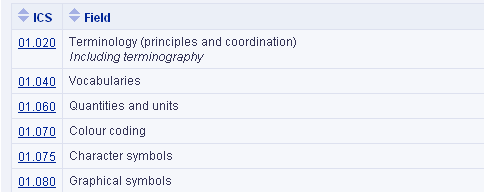 ICS Field
01.020 Terminology (principles and coordination)
Including terminography
01.040 Vocabularies
01.060 Quantities and units
01.070 Colour coding
01.075 Character symbols
01.080 Graphical symbols